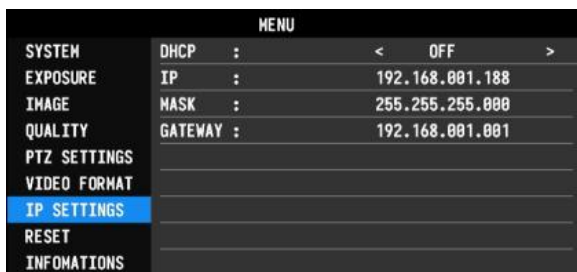 MENU
SYSTEM DHCP : < OFF >
EXPOSURE IP : 192.168.001.188
IMAGE MASK : 255.255.255.000
QUALITY GATEWAY : 192.168.001.001
PTZ SETTINGS
VIDEO FORMAT
IP SETTINGS
RESET
INFOMATIONS